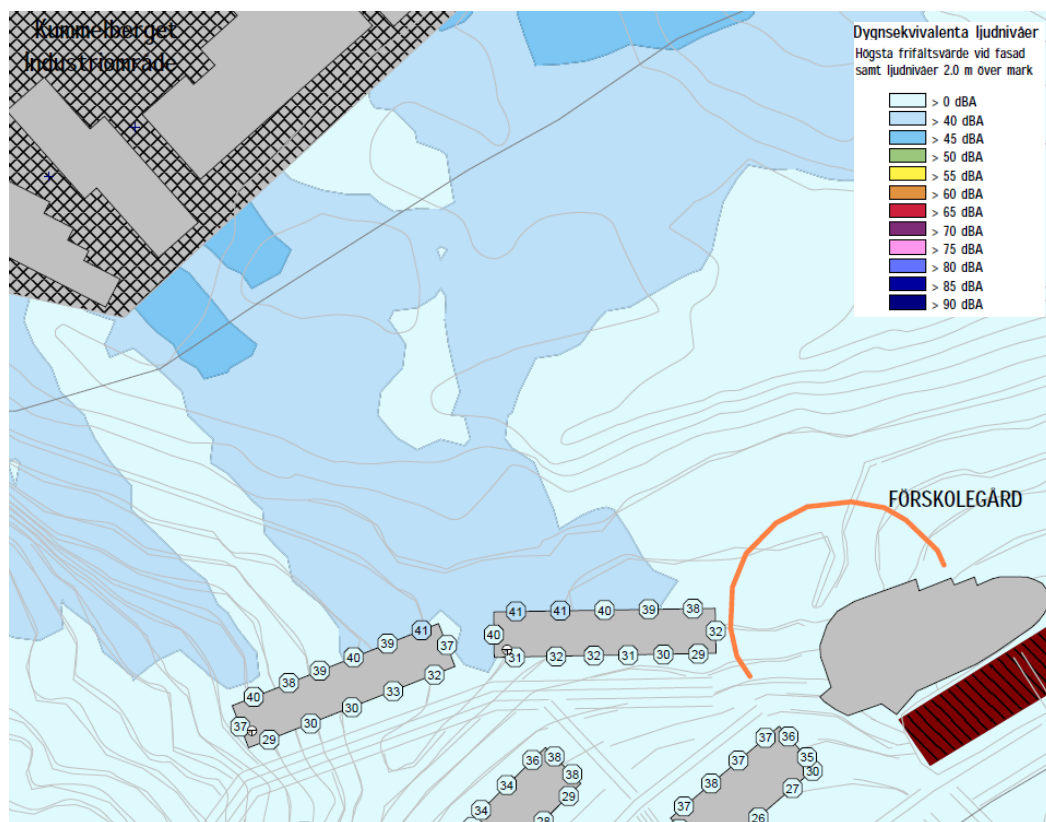 Kummelberget
Industriområde
Dygnsekvivalenta ljudnivåer
Högsta frifältsvärde vid fasad
samt ljudnivåer 2.0 m över mark
> 0 dBA
> 40 dBA
> 45 dBA
> 50 dBA
> 55 dBA
> 60 dBA
> 65 dBA
> 70 dBA
> 75 dBA
> 80 dBA
> 85 dBA
> 90 dBA
FÖRSKOLEGÅRD
41 41 40 39 38
40 32
31 32 32 31 30 29
41
39 37
40
39
38 32
40 33
30
37 30
29
37 36
36 38 37 35
34 38 38 30
29 27
34 37
28 26